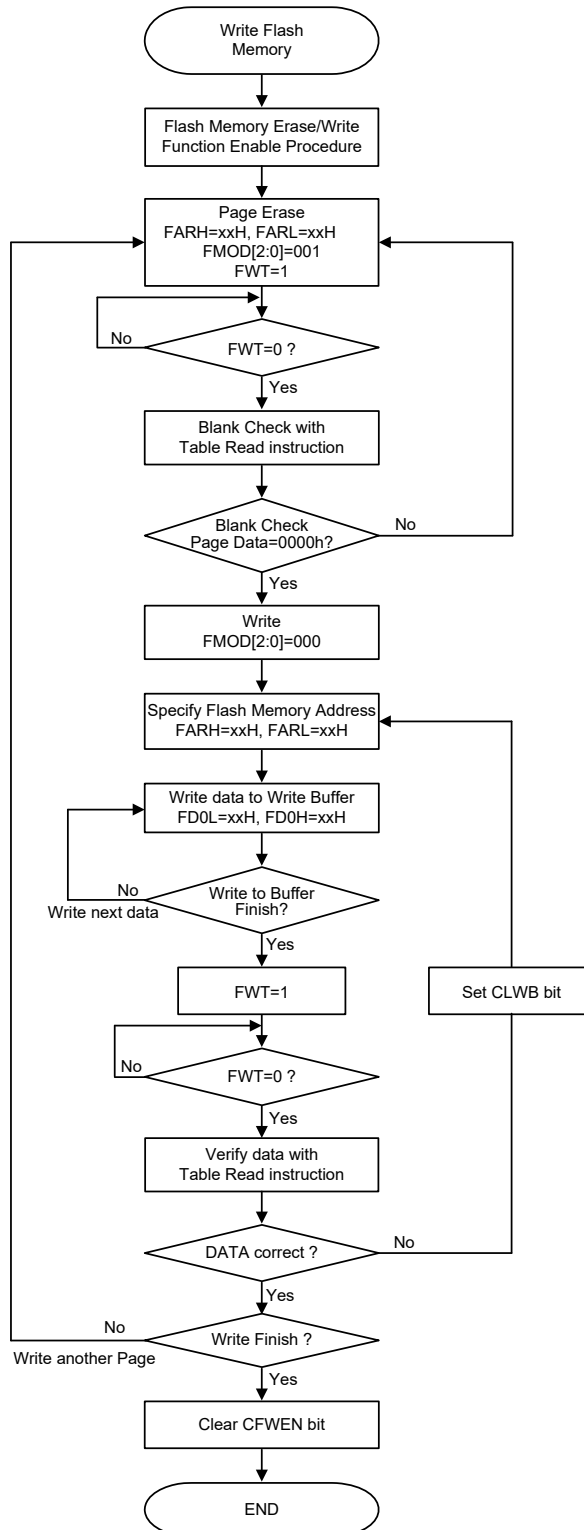 Write Flash
Memory
Flash Memory Erase/Write
Function Enable Procedure
Page Erase
FARH=xxH, FARL=xxH
FMOD[2:0]=001
FWT=1
No
FWT=0 ?
Yes
Blank Check with
Table Read instruction
Blank Check
Page Data=0000h?
No
Yes
Write
FMOD[2:0]=000
Specify Flash Memory Address
FARH=xxH, FARL=xxH
Write data to Write Buffer
FD0L=xxH, FD0H=xxH
No
Write next data
Write to Buffer
Finish?
Yes
FWT=1
Set CLWB bit
No
FWT=0 ?
Yes
Verify data with
Table Read instruction
DATA correct ?
No
Yes
No
Write another Page
Write Finish ?
Yes
Clear CFWEN bit
END